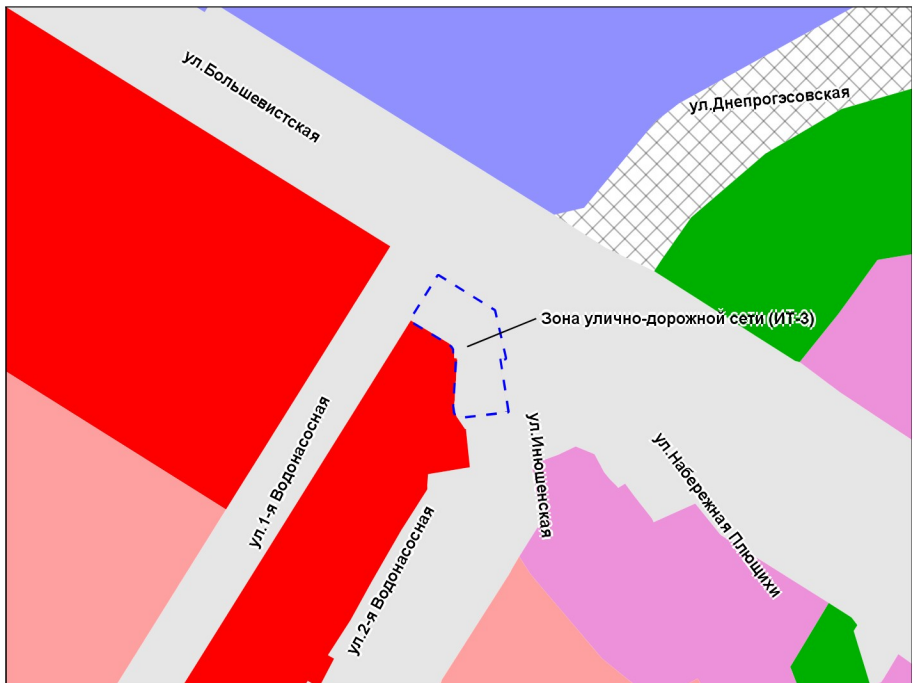 ул.Большевистская
ул.Днепрогэсовская
Зона улично-дорожной сети (ИТ-3)
ул.1-я Водонасосная
ул.Инюшенская
ул.Набережная Плющихи
ул.2-я Водонасосная